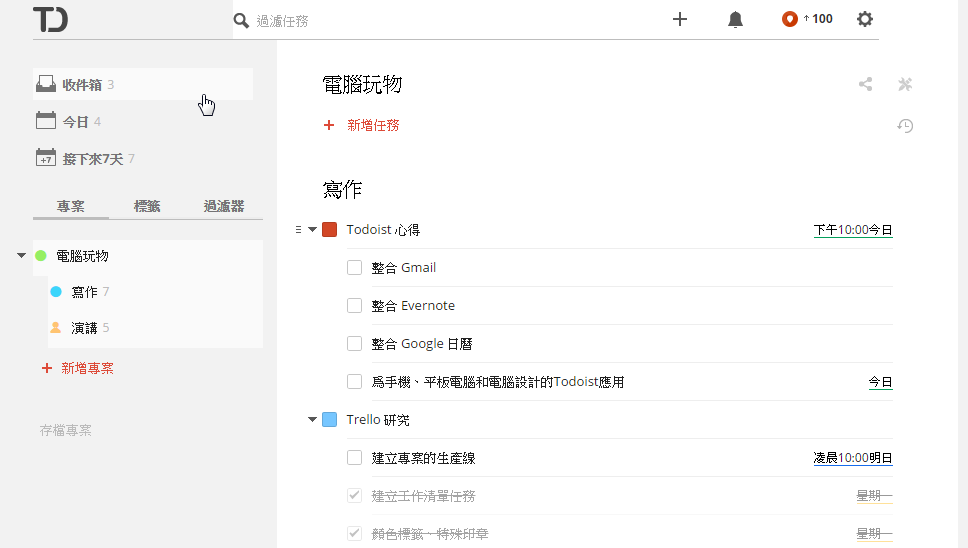 TD
過濾任務
↑ 100
收件箱 3
今日 4
+7 接下來7天 7
專案 標籤 過濾器
電腦玩物
寫作 7
演講 5
+ 新增專案
存檔專案
電腦玩物
+ 新增任務
寫作
Todoist 心得 下午10:00今日
整合 Gmail
整合 Evernote
整合 Google 日曆
爲手機、平板電腦和電腦設計的Todoist應用 今日
Trello 研究
建立專案的生產線 凌晨10:00明日
建立工作清單任務 星期一
顏色標籤、特殊印章 星期一